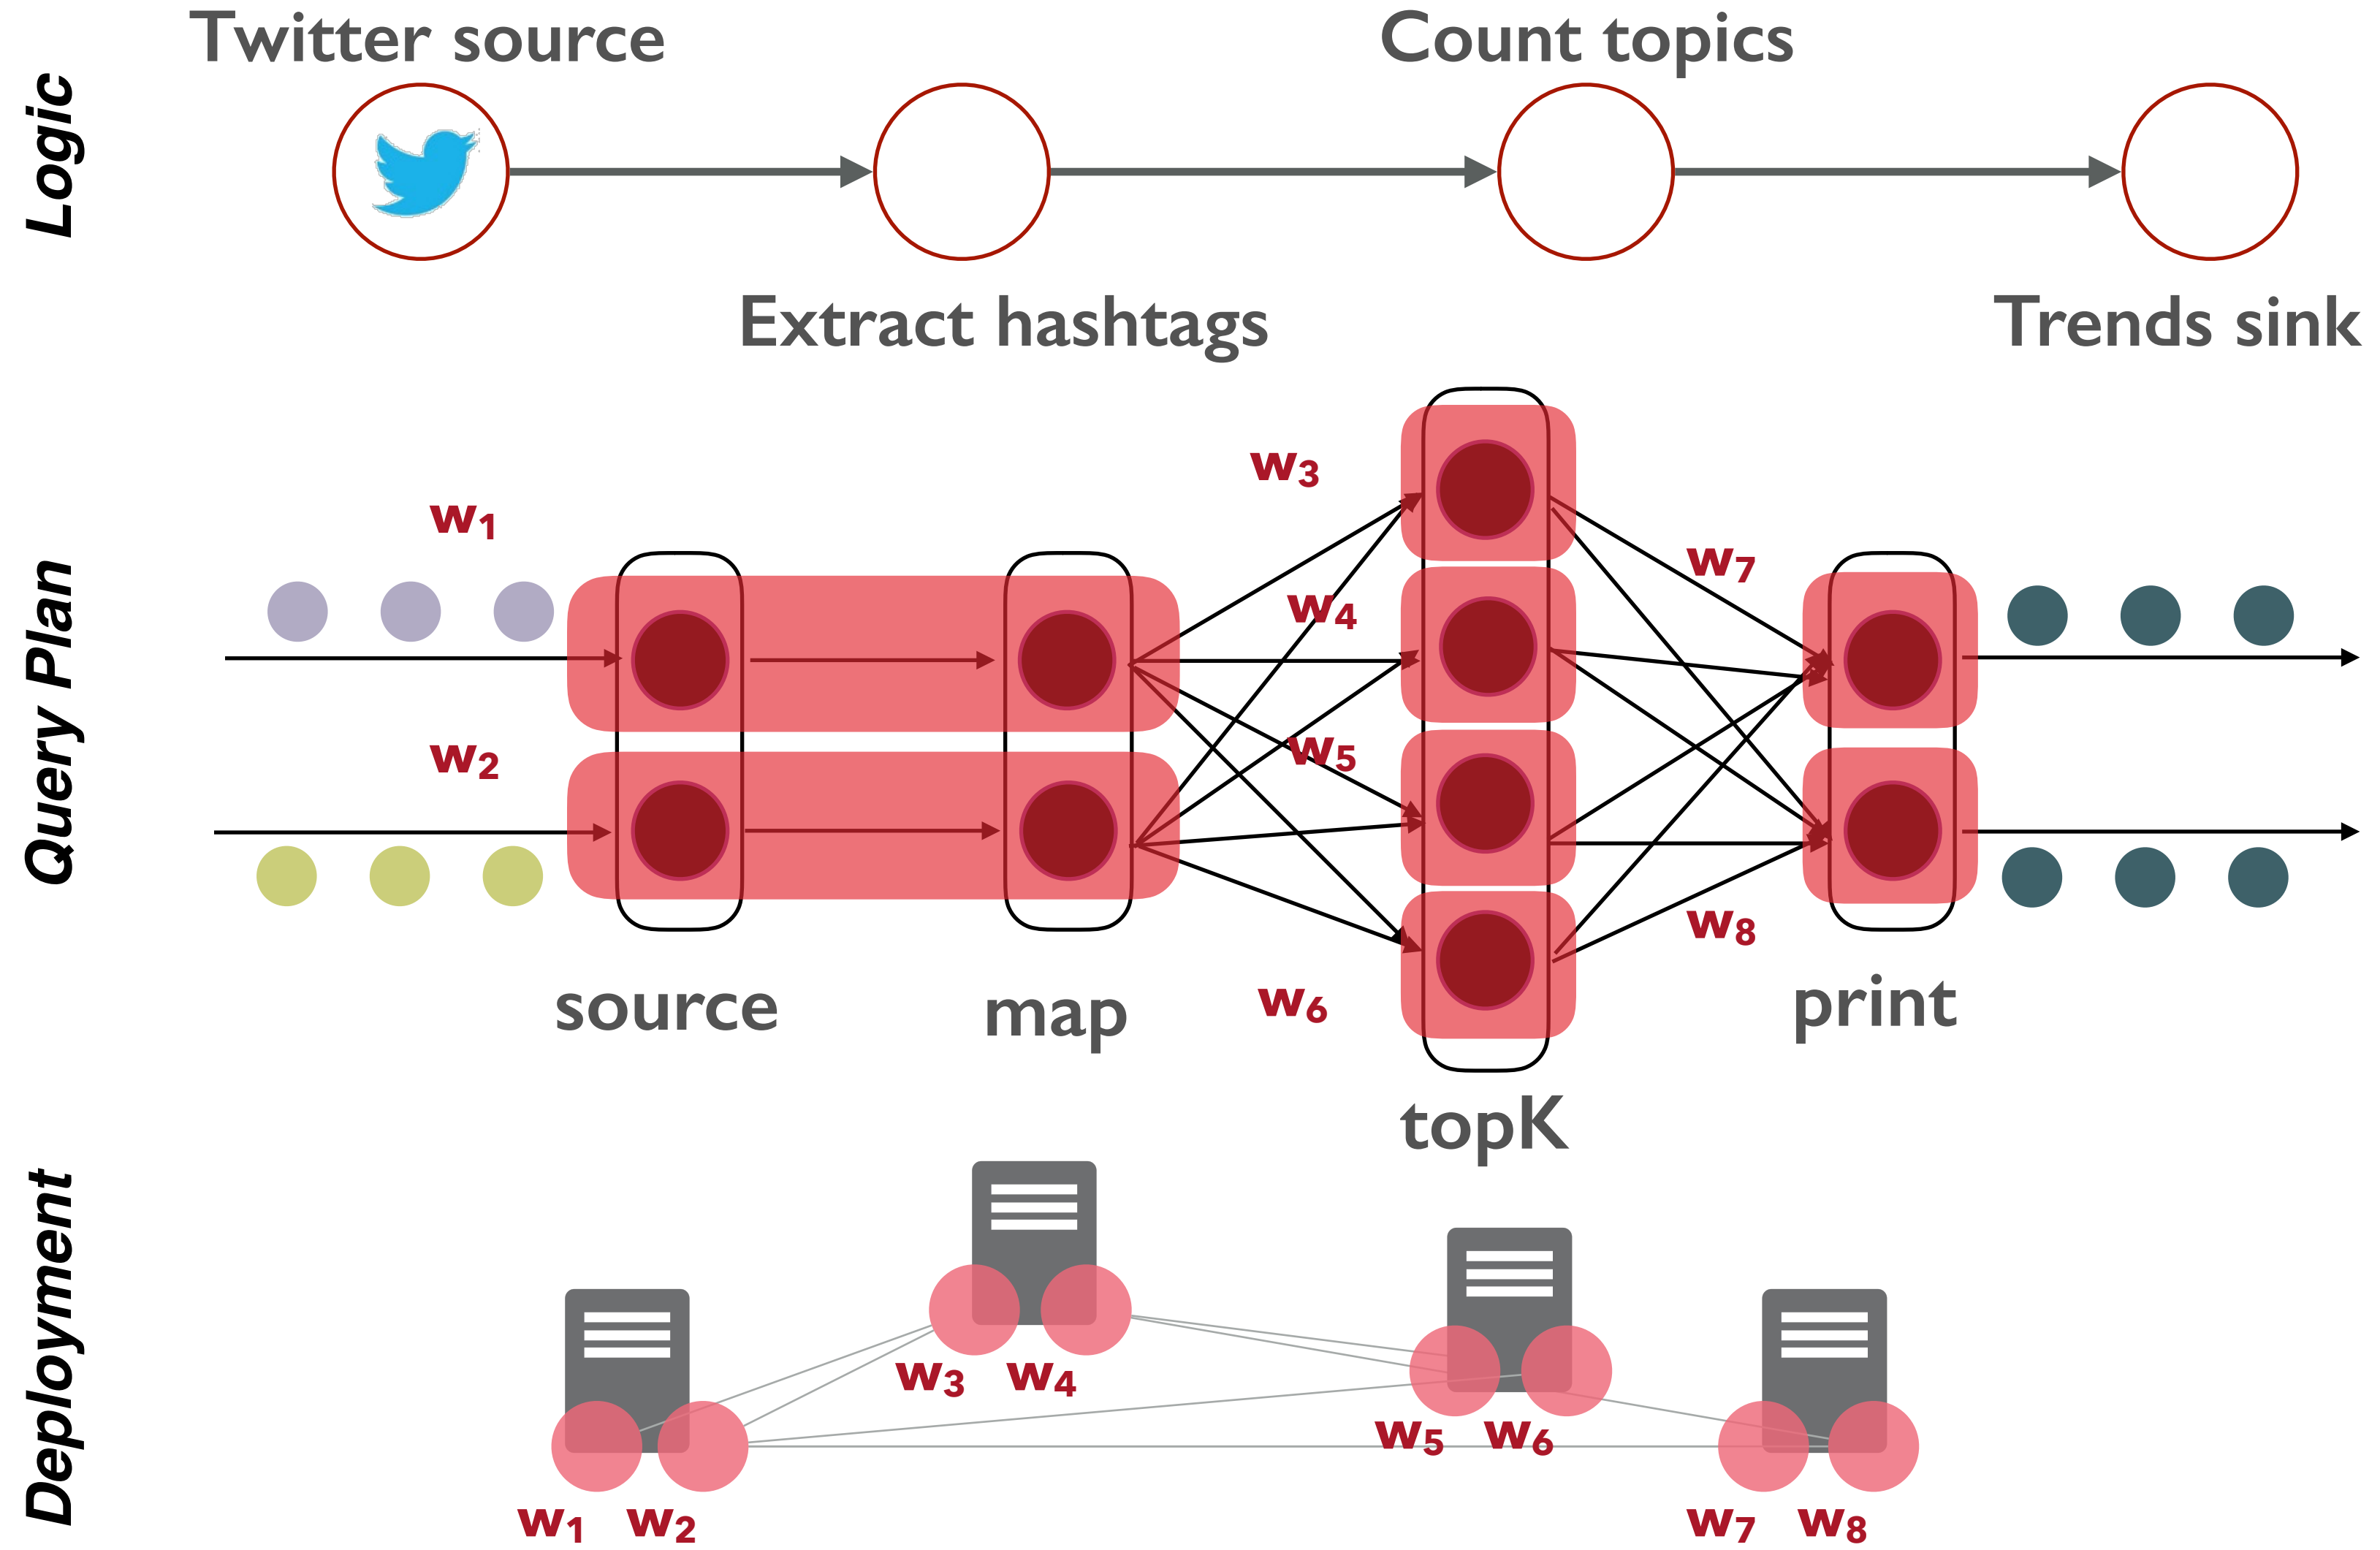 Logic
Twitter source
Count topics
Extract hashtags
Trends sink
Query Plan
w1
w2
w3
w4
w5
w6
w7
w8
source
map
topK
print
Deployment
w1
w2
w3
w4
w5
w6
w7
w8